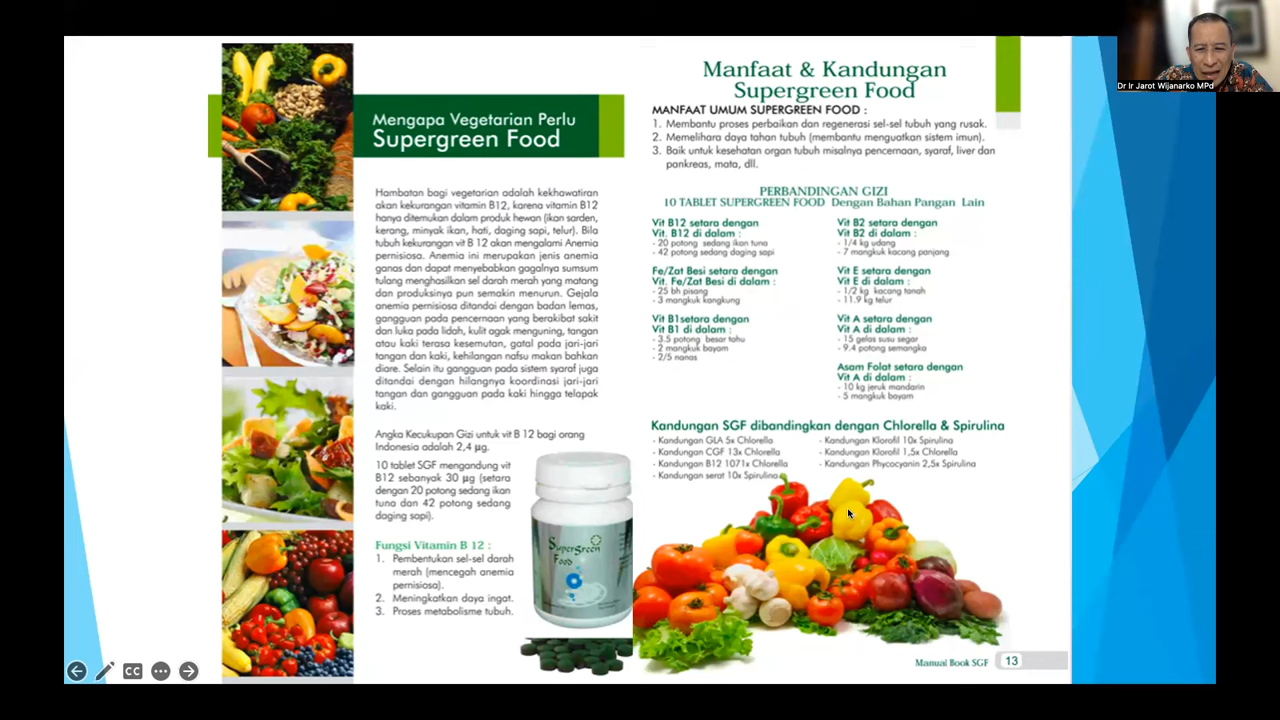 Dr Ir Jarot Wijanarko MPd
Mengapa Vegetarian Perlu
Supergreen Food
Hambatan bagi vegetarian adalah kekhawatiran
akan kekurangan vitamin B12, karena vitamin B12
hanya ditemukan dalam produk hewan (ikan sarden,
kerang, minyak ikan, hati, daging sapi, telur). Bila
tubuh kekurangan vit B 12 akan mengalami Anemia
pernisiosa. Anemia ini merupakan jenis anemia
ganas dan dapat menyebabkan gagalnya sumsum
tulang menghasilkan sel darah merah yang matang
dan produksinya pun semakin menurun. Gejala
anemia pernisiosa ditandai dengan badan lemas,
gangguan pada pencernaan yang berakibat sakit
dan luka pada lidah, kulit agak menguning, tangan
atau kaki terasa kesemutan, gatal pada jari-jari
tangan dan kaki, kehilangan nafsu makan bahkan
diare. Selain itu gangguan pada sistem syaraf juga
ditandai dengan hilangnya koordinasi jari-jari
tangan dan gangguan pada kaki hingga telapak
kaki.
Angka Kecukupan Gizi untuk vit B 12 bagi orang
Indonesia adalah 2,4 µg.
10 tablet SGF mengandung vit
B12 sebanyak 30 µg (setara
dengan 20 potong sedang ikan
tuna dan 42 potong sedang
daging sapi).
Fungsi Vitamin B 12 :
1. Pembentukan sel-sel darah
merah (mencegah anemia
pernisiosa).
2. Meningkatkan daya ingat.
3. Proses metabolisme tubuh.
SuperGreen
Food
Manfaat & Kandungan
Supergreen Food
MANFAAT UMUM SUPERGREEN FOOD :
1. Membantu proses perbaikan dan regenerasi sel-sel tubuh yang rusak.
2. Memelihara daya tahan tubuh (membantu menguatkan sistem imun).
3. Baik untuk kesehatan organ tubuh misalnya pencernaan, syaraf, liver dan
pankreas, mata, dll.
PERBANDINGAN GIZI
10 TABLET SUPERGREEN FOOD Dengan Bahan Pangan Lain
Vit B12 setara dengan
Vit. B12 di dalam :
- 20 potong sedang ikan tuna
- 42 potong sedang daging sapi
Fe/Zat Besi setara dengan
Vit. Fe/Zat Besi di dalam :
- 25 bh pisang
- 3 mangkuk kangkung
Vit B1setara dengan
Vit B1 di dalam :
- 3.5 potong besar tahu
- 2 mangkuk bayam
- 2/5 nanas
Vit B2 setara dengan
Vit B2 di dalam :
- 1/4 kg udang
- 7 mangkuk kacang panjang
Vit E setara dengan
Vit E di dalam :
- 1/2 kg kacang tanah
- 11.9 kg telur
Vit A setara dengan
Vit A di dalam :
- 15 gelas susu segar
- 9.4 potong semangka
Asam Folat setara dengan
Vit A di dalam :
- 10 kg jeruk mandarin
- 5 mangkuk bayam
Kandungan SGF dibandingkan dengan Chlorella & Spirulina
- Kandungan GLA 5x Chlorella
- Kandungan CGF 13x Chlorella
- Kandungan B12 1071x Chlorella
- Kandungan serat 10x Spirulina
- Kandungan Klorofil 10x Spirulina
- Kandungan Klorofil 1,5x Chlorella
- Kandungan Phycocyanin 2,5x Spirulina
Manual Book SGF 13
CC